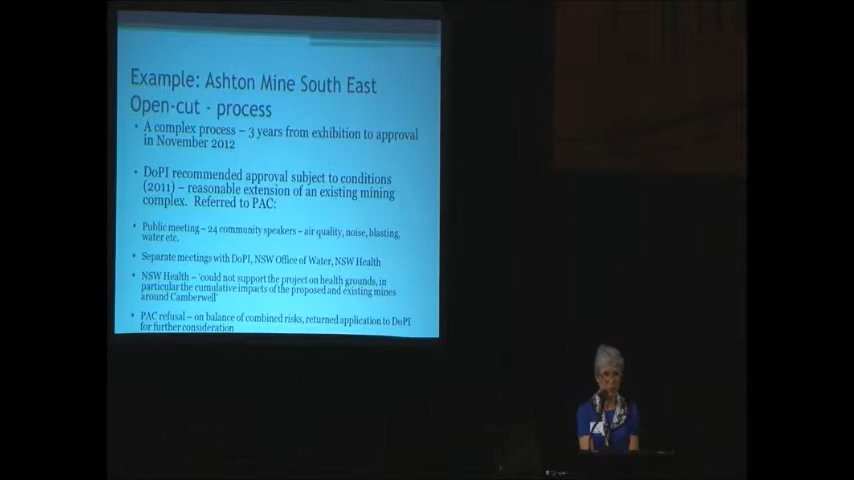 Example: Ashton Mine South East
Open-cut - process
• A complex process – 3 years from exhibition to approval
in November 2012
• DoPI recommended approval subject to conditions
(2011) – reasonable extension of an existing mining
complex. Referred to PAC:
• Public meeting – 24 community speakers – air quality, noise, blasting,
water etc.
• Separate meetings with DoPI, NSW Office of Water, NSW Health
• NSW Health – 'could not support the project on health grounds, in
particular the cumulative impacts of the proposed and existing mines
around Camberwell'
• PAC refusal – on balance of combined risks, returned application to DoPI
for further consideration